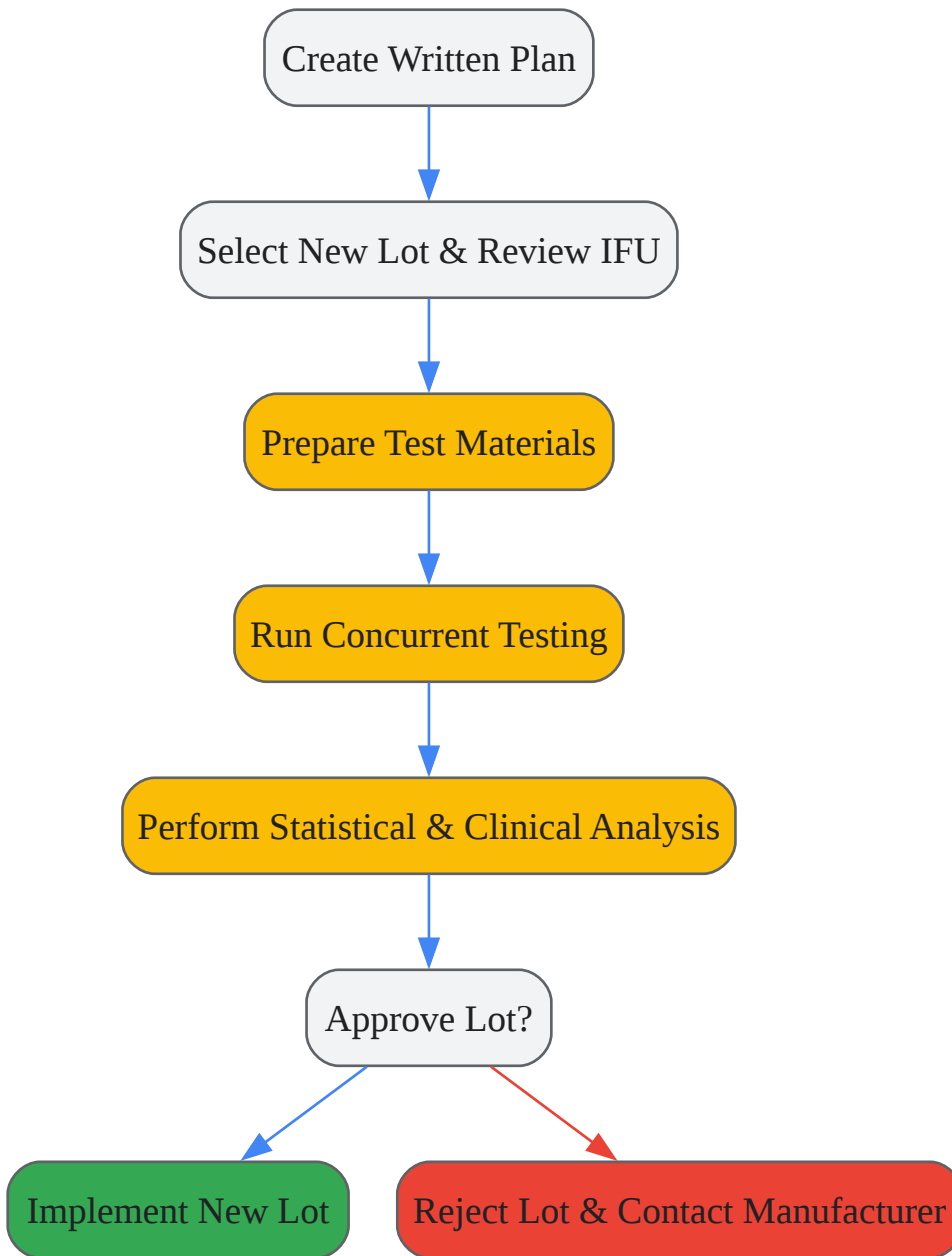 Create Written Plan
Select New Lot & Review IFU
Prepare Test Materials
Run Concurrent Testing
Perform Statistical & Clinical Analysis
Approve Lot?
Implement New Lot
Reject Lot & Contact Manufacturer